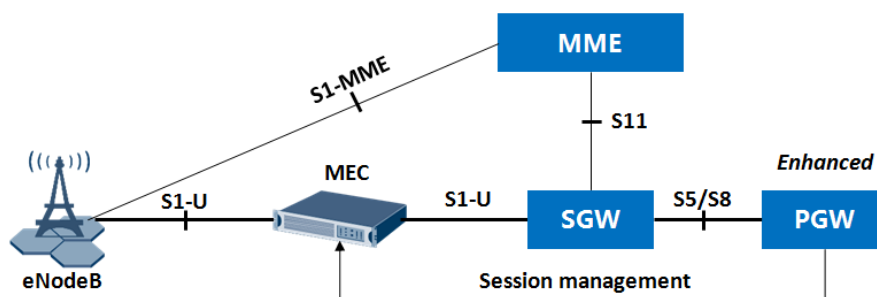 MME
S1-MME
S11
Enhanced
MEC
S1-U
S1-U
SGW
S5/S8
PGW
eNodeB
Session management